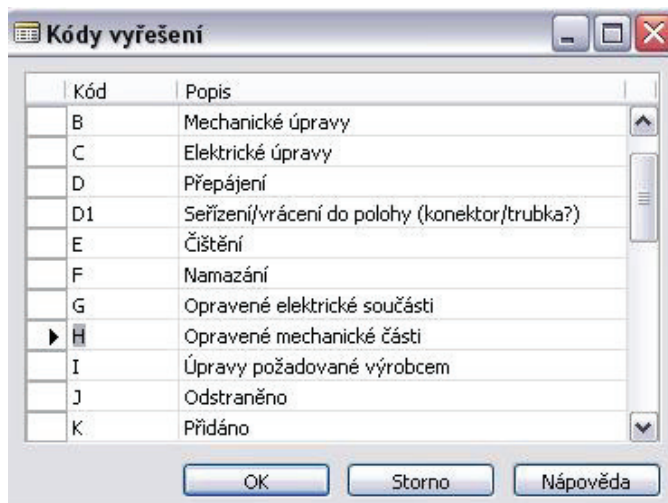 Kódy vyřešení
Kód Popis
B Mechanické úpravy
C Elektrické úpravy
D Přepájení
D1 Seřízení/vrácení do polohy (konektor/trubka?)
E Čištění
F Namazání
G Opravené elektrické součásti
H Opravené mechanické části
I Úpravy požadované výrobcem
J Odstraněno
K Přidáno
OK Storno Nápověda